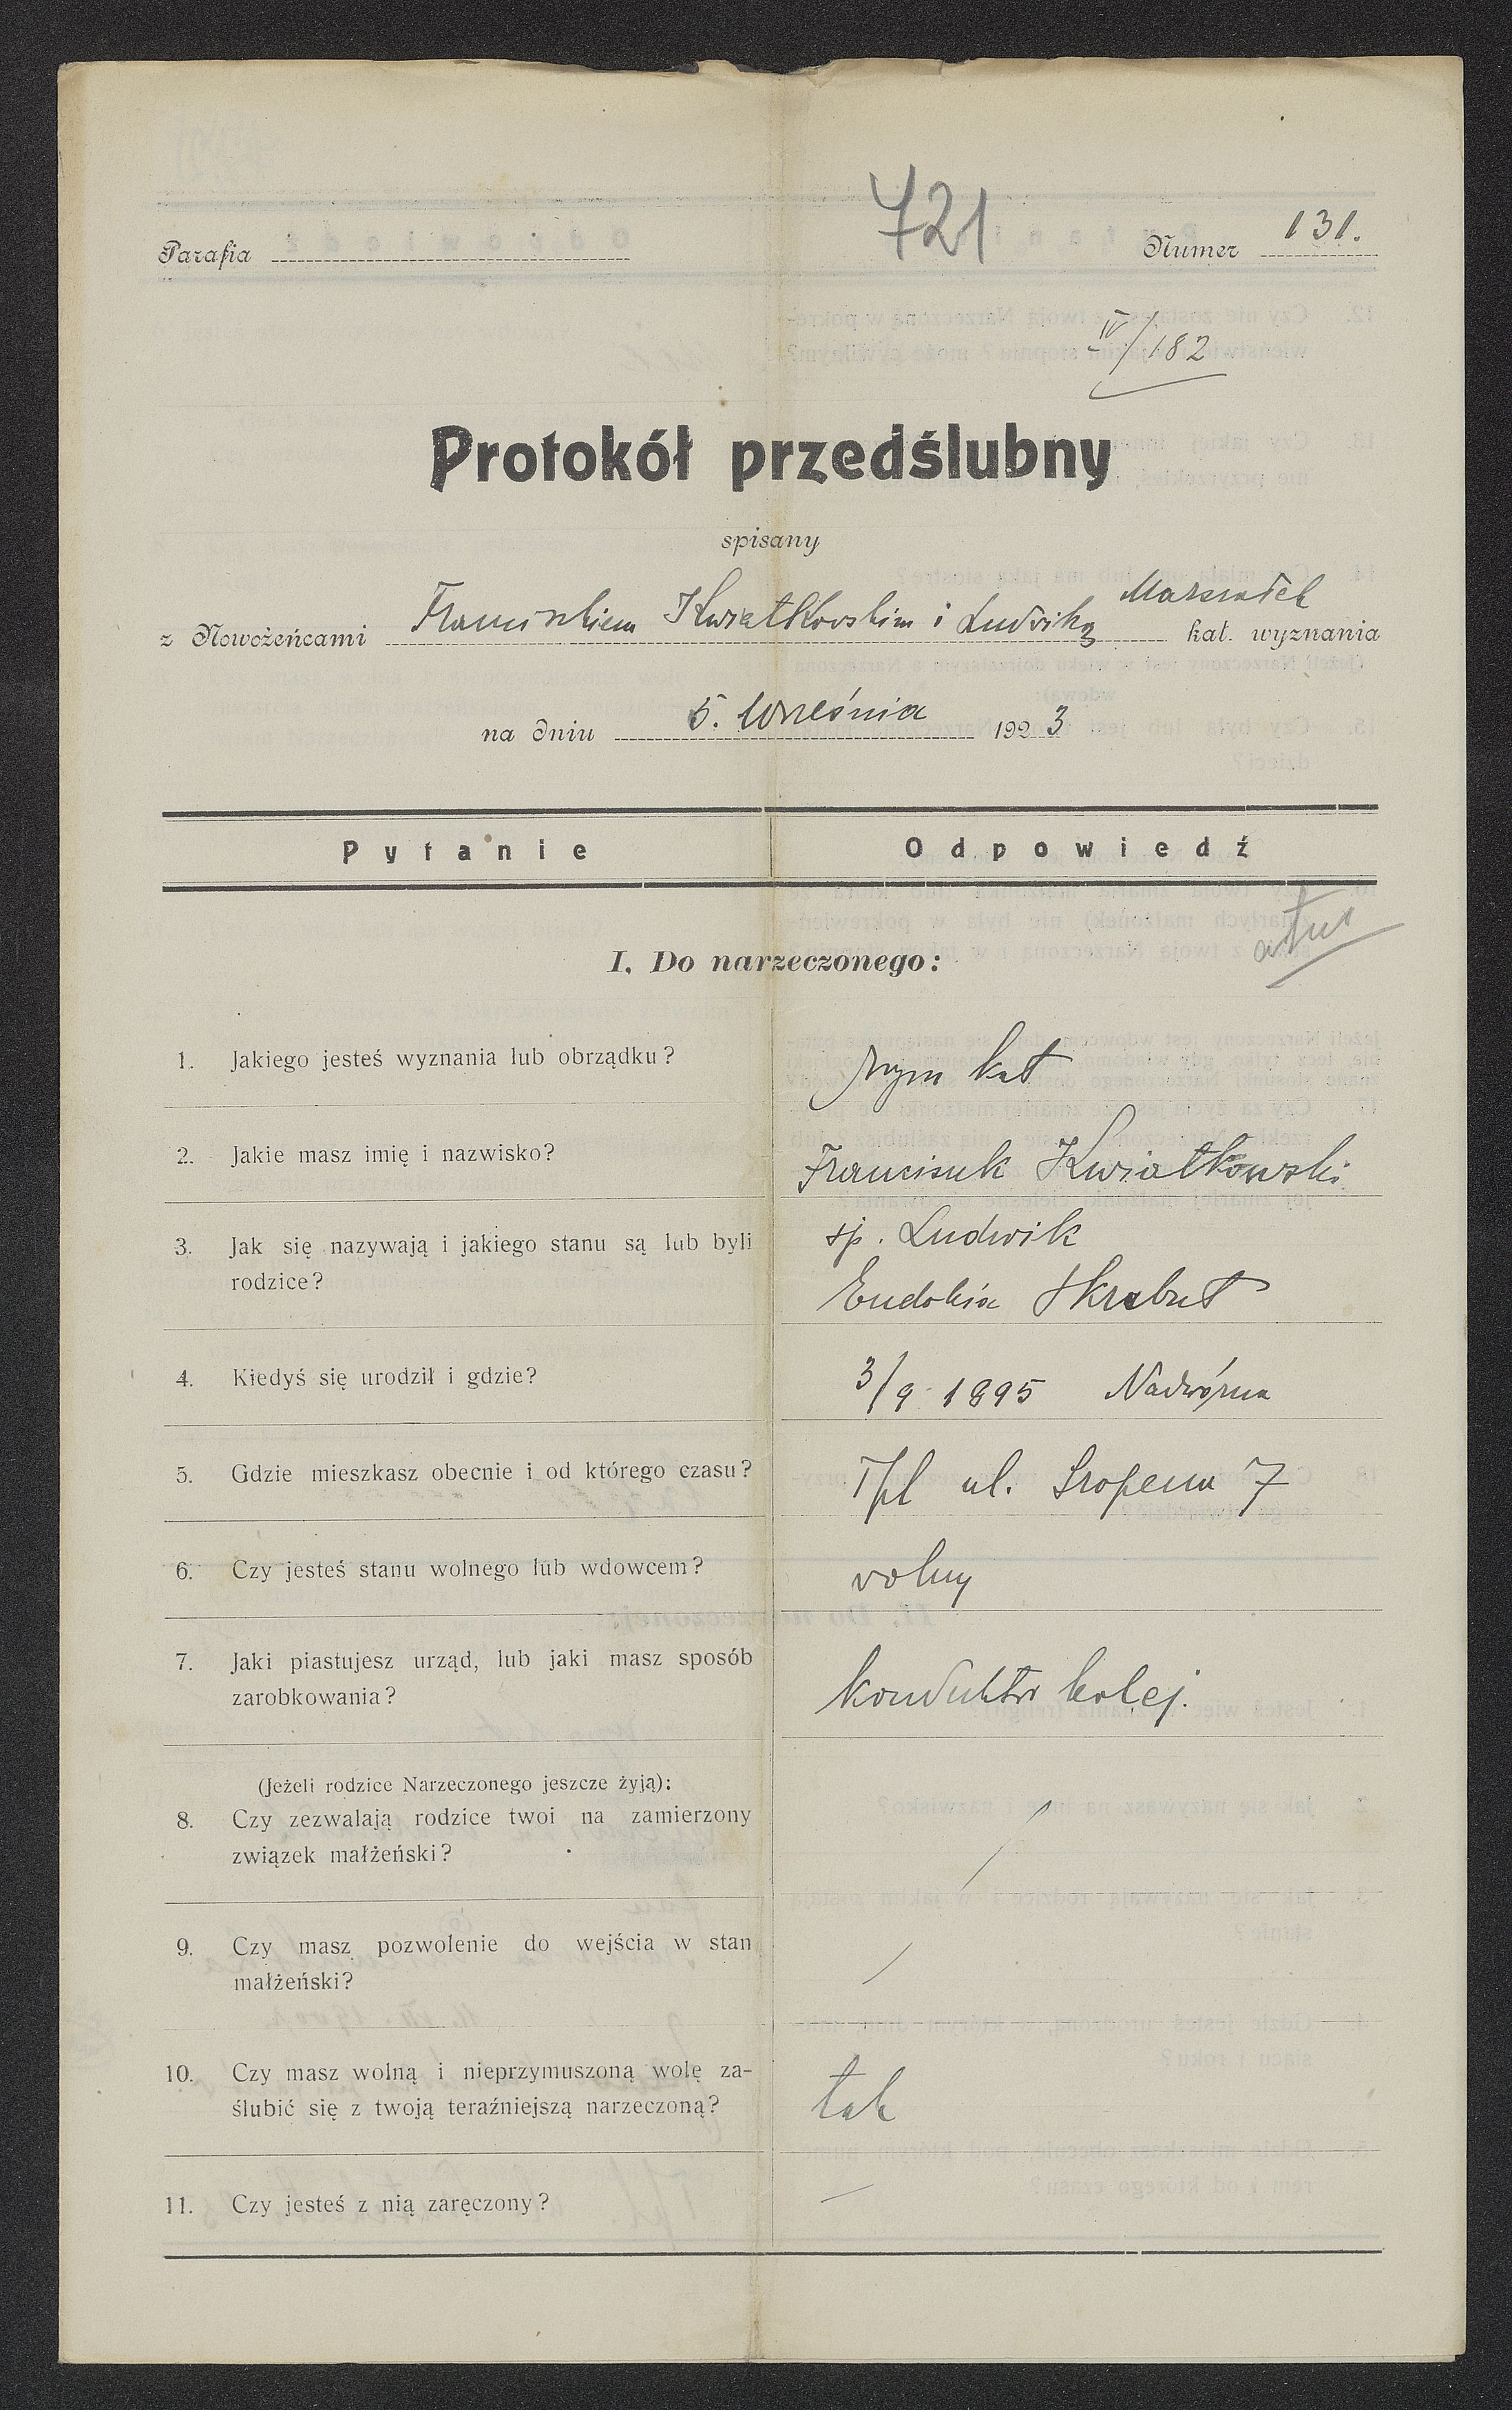 721
Parafia
Numer 131.
IV/182
Protokół przedślubny
spisany
z Nowożeńcami Franciszkiem Kwiatkowskim i Ludwiką Marszałek kat. wyznania
na dniu 5. Września 1923
Pytanie Odpowiedź
I. Do narzeczonego:
1. Jakiego jesteś wyznania lub obrządku? rzym kat
2. Jakie masz imię i nazwisko? Franciszek Kwiatkowski
3. Jak się nazywają i jakiego stanu są lub byli sp. Ludwik
rodzice? Eudokia Skrabut
4. Kiedyś się urodził i gdzie? 3/9 1895 Nadwórna
5. Gdzie mieszkasz obecnie i od którego czasu? Tpl ul. Szopena 7
6. Czy jesteś stanu wolnego lub wdowcem? wolny
7. Jaki piastujesz urząd, lub jaki masz sposób
zarobkowania? konduktor kolej.
(Jeżeli rodzice Narzeczonego jeszcze żyją):
8. Czy zezwalają rodzice twoi na zamierzony
związek małżeński? /
9. Czy masz pozwolenie do wejścia w stan
małżeński? /
10. Czy masz wolną i nieprzymuszoną wolę za-
ślubić się z twoją teraźniejszą narzeczoną? tak
11. Czy jesteś z nią zaręczony? —